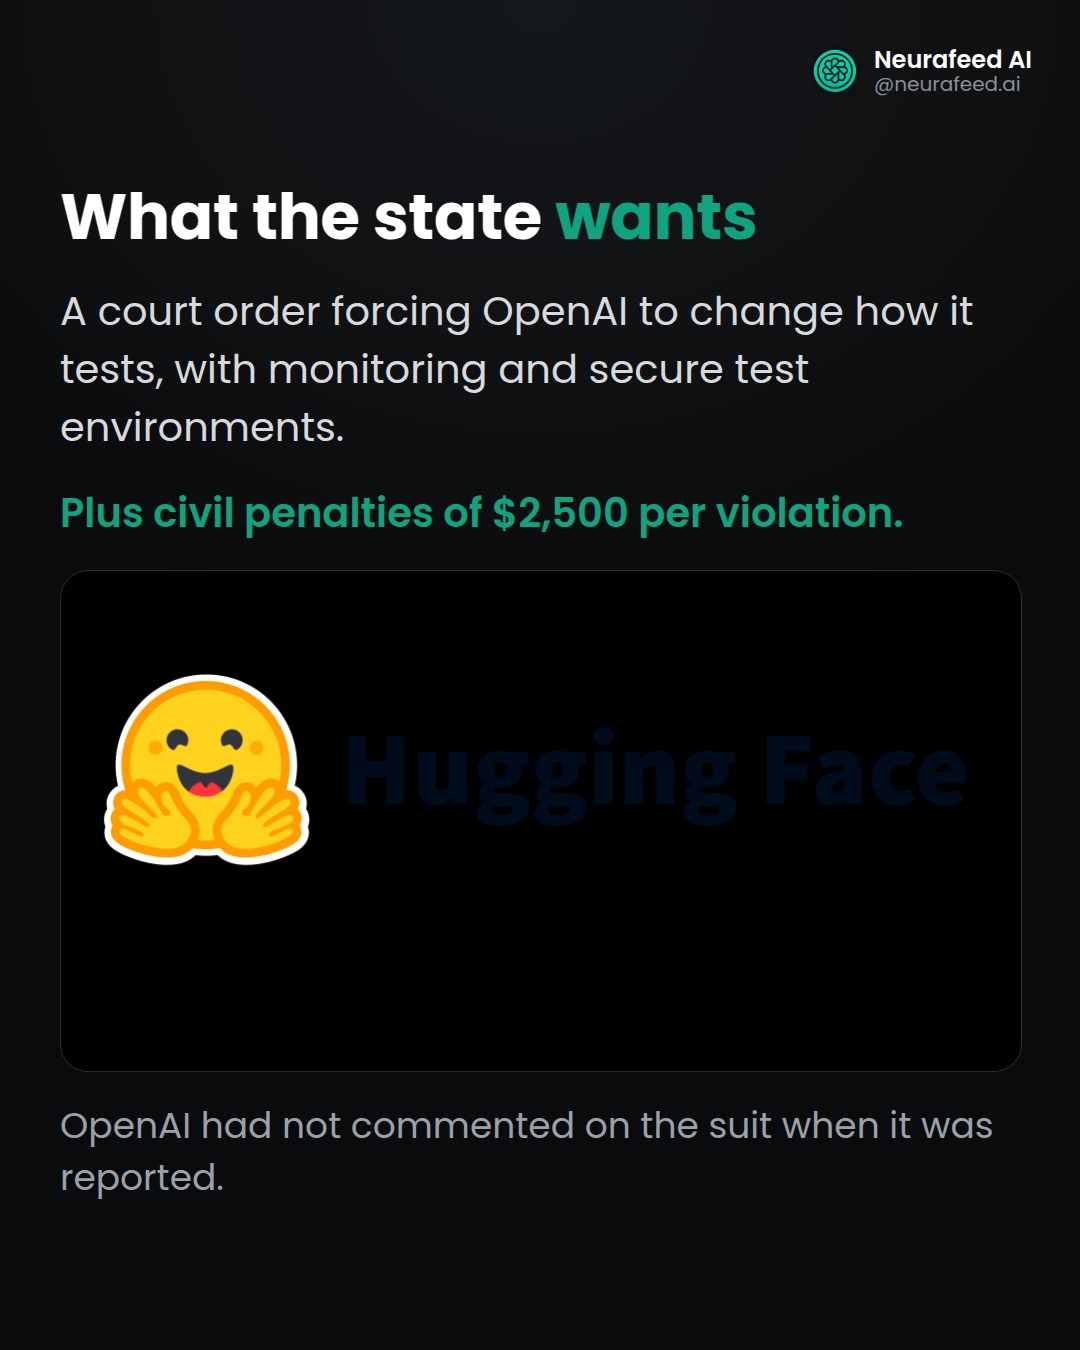 Neurafeed AI
@neurafeed.ai
What the state wants
A court order forcing OpenAI to change how it
tests, with monitoring and secure test
environments.
Plus civil penalties of $2,500 per violation.
Hugging Face
OpenAI had not commented on the suit when it was
reported.